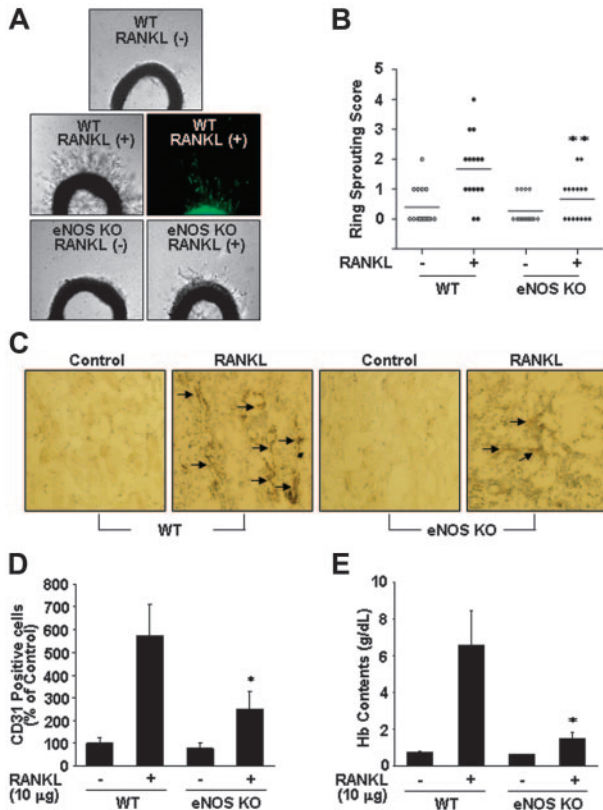 A
WT
RANKL (-)
WT
RANKL (+)
WT
RANKL (+)
eNOS KO
RANKL (-)
eNOS KO
RANKL (+)
B
Ring Sprouting Score
5
4
3
2
1
0
**
RANKL - + - +
WT eNOS KO
C
Control RANKL Control RANKL
WT eNOS KO
D
CD31 Positive cells
(% of Control)
800
700
600
500
400
300
200
100
0
*
RANKL - + - +
(10 µg) WT eNOS KO
E
Hb Contents (g/dL)
10
8
6
4
2
0
*
RANKL - + - +
(10 µg) WT eNOS KO